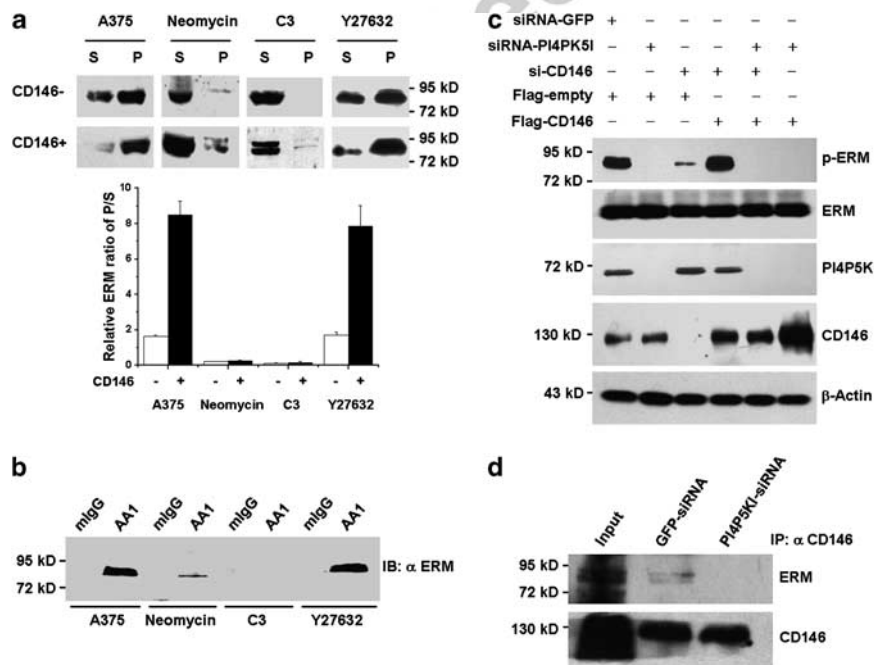 a
A375 Neomycin C3 Y27632
S P S P S P S P
CD146-
95 kD
72 kD
CD146+
95 kD
72 kD
Relative ERM ratio of P/S
10
8
6
4
2
0
CD146 - + - + - + - +
A375 Neomycin C3 Y27632
b
mIgG AA1 mIgG AA1 mIgG AA1 mIgG AA1
95 kD
72 kD
IB: α ERM
A375 Neomycin C3 Y27632
c
siRNA-GFP + – – – – –
siRNA-PI4PK5I – + – – + +
si-CD146 – – + + + –
Flag-empty + + + – – –
Flag-CD146 – – – + + +
95 kD
72 kD
p-ERM
ERM
72 kD
PI4P5K
130 kD
CD146
43 kD
β-Actin
d
Input GFP-siRNA PI4P5KI-siRNA
IP: α CD146
95 kD
72 kD
ERM
130 kD
CD146